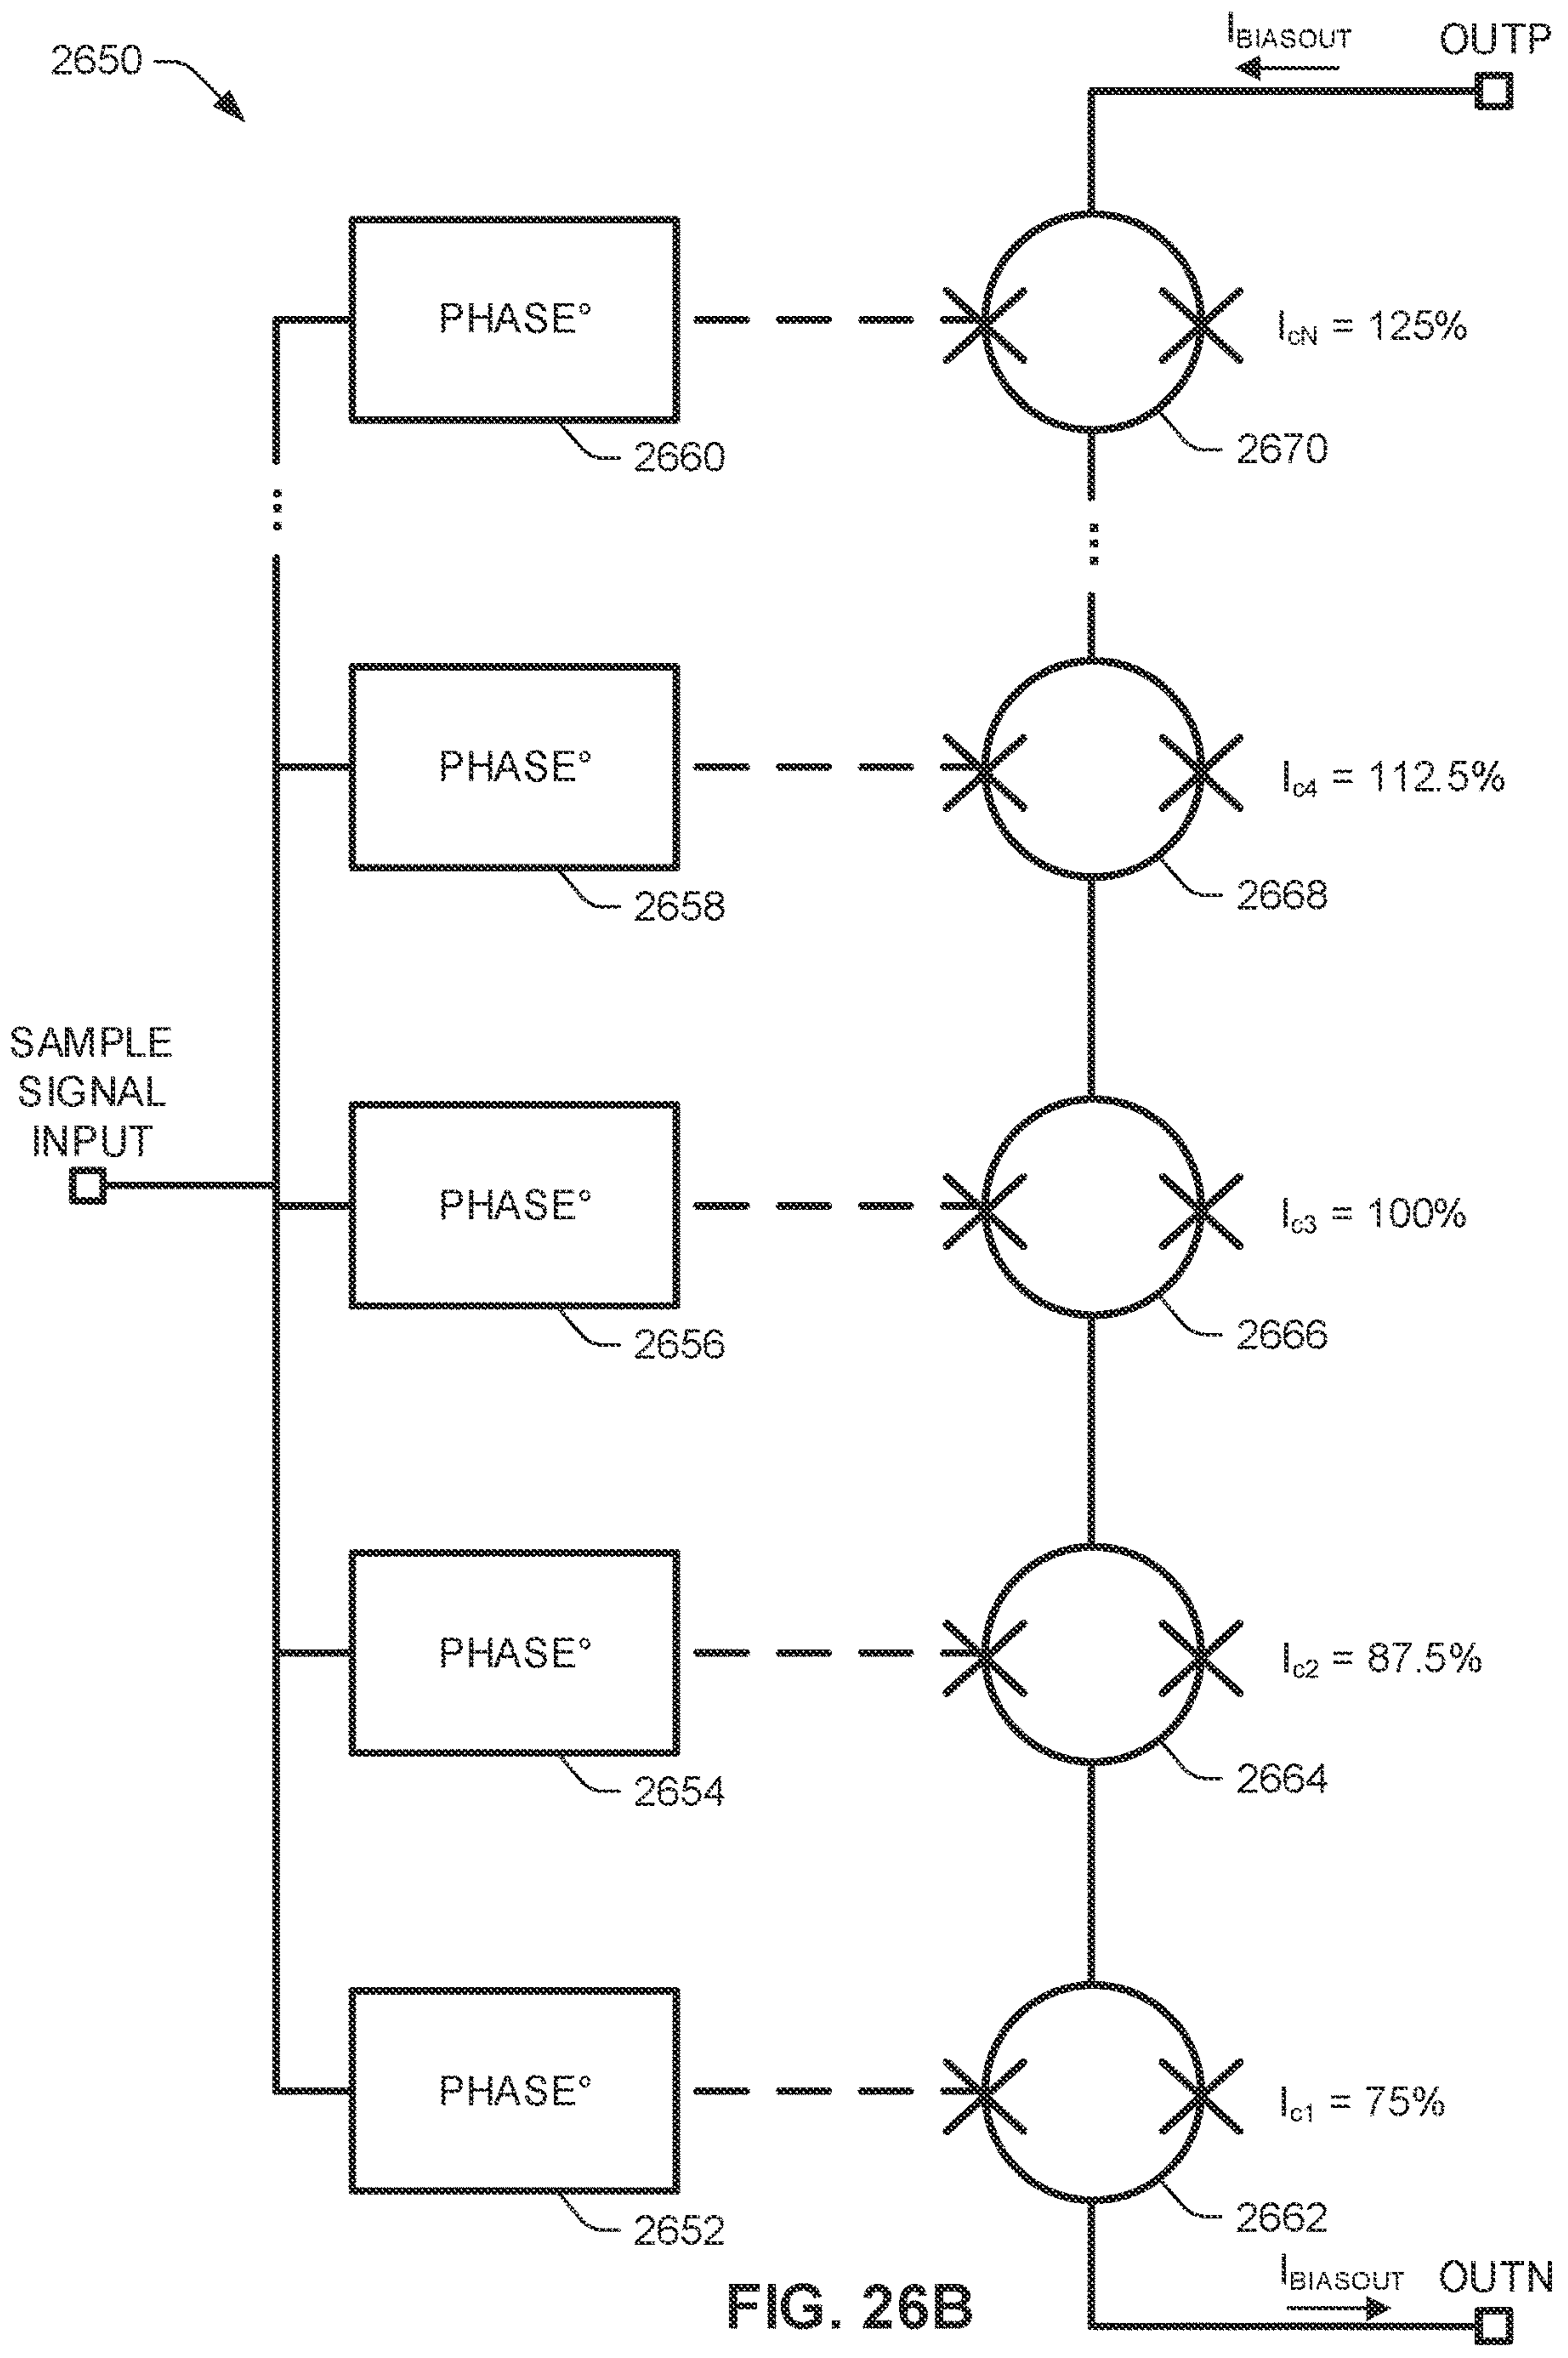 2650
I_BIASOUT
OUTP
PHASE°
I_cN = 125%
2660
2670
PHASE°
I_c4 = 112.5%
2658
2668
SAMPLE
SIGNAL
INPUT
PHASE°
I_c3 = 100%
2656
2666
PHASE°
I_c2 = 87.5%
2654
2664
PHASE°
I_c1 = 75%
2652
2662
I_BIASOUT
OUTN
FIG. 26B